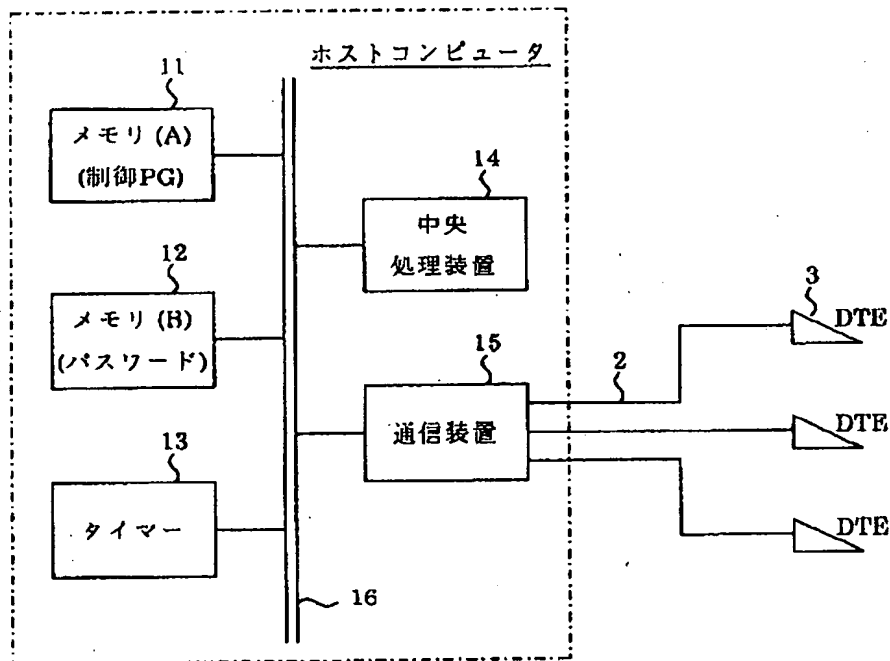 ホストコンピュータ
11
メモリ(A)
(制御PG)
14
中央
処理装置
12
メモリ(B)
(パスワード)
3
DTE
15
2
通信装置
DTE
13
タイマー
DTE
16